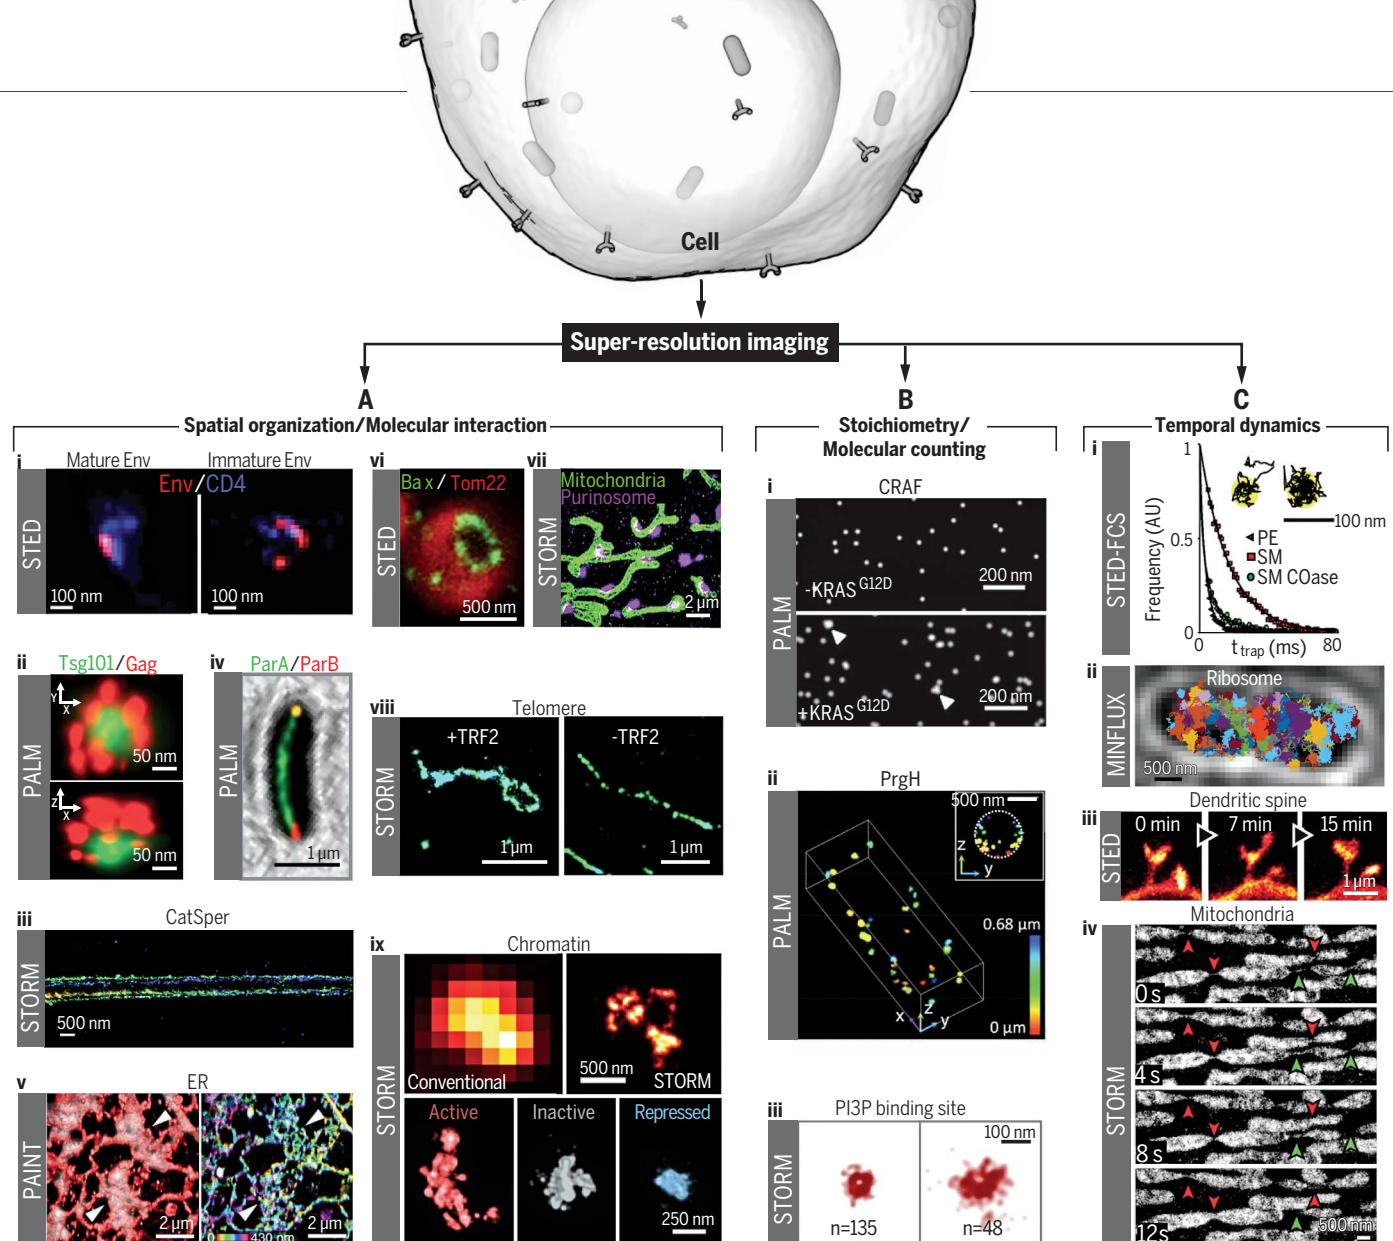 Cell
Super-resolution imaging
A
Spatial organization/Molecular interaction
i
Mature Env
Immature Env
Env/CD4
STED
100 nm
100 nm
ii
Tsg101/Gag
PALM
Y
X
50 nm
Z
X
50 nm
iii
CatSper
STORM
500 nm
iv
ParA/ParB
PALM
1 µm
v
ER
PAINT
2 µm
0
430 nm
2 µm
vi
Bax/Tom22
STED
500 nm
vii
Mitochondria
Purinosome
STORM
2 µm
viii
Telomere
STORM
+TRF2
1 µm
-TRF2
1 µm
ix
Chromatin
STORM
Conventional
500 nm
STORM
Active
Inactive
Repressed
250 nm
B
Stoichiometry/
Molecular counting
i
CRAF
PALM
-KRAS G12D
200 nm
+KRAS G12D
200 nm
ii
PrgH
PALM
500 nm
z
y
0.68 µm
0 µm
x
z
y
iii
PI3P binding site
STORM
100 nm
n=135
n=48
C
Temporal dynamics
i
STED-FCS
Frequency (AU)
1
0.5
0
0
t trap (ms)
80
100 nm
PE
SM
SM COase
ii
MINFLUX
Ribosome
500 nm
iii
Dendritic spine
STED
0 min
7 min
15 min
1 µm
iv
Mitochondria
STORM
0 s
4 s
8 s
12s
500 nm